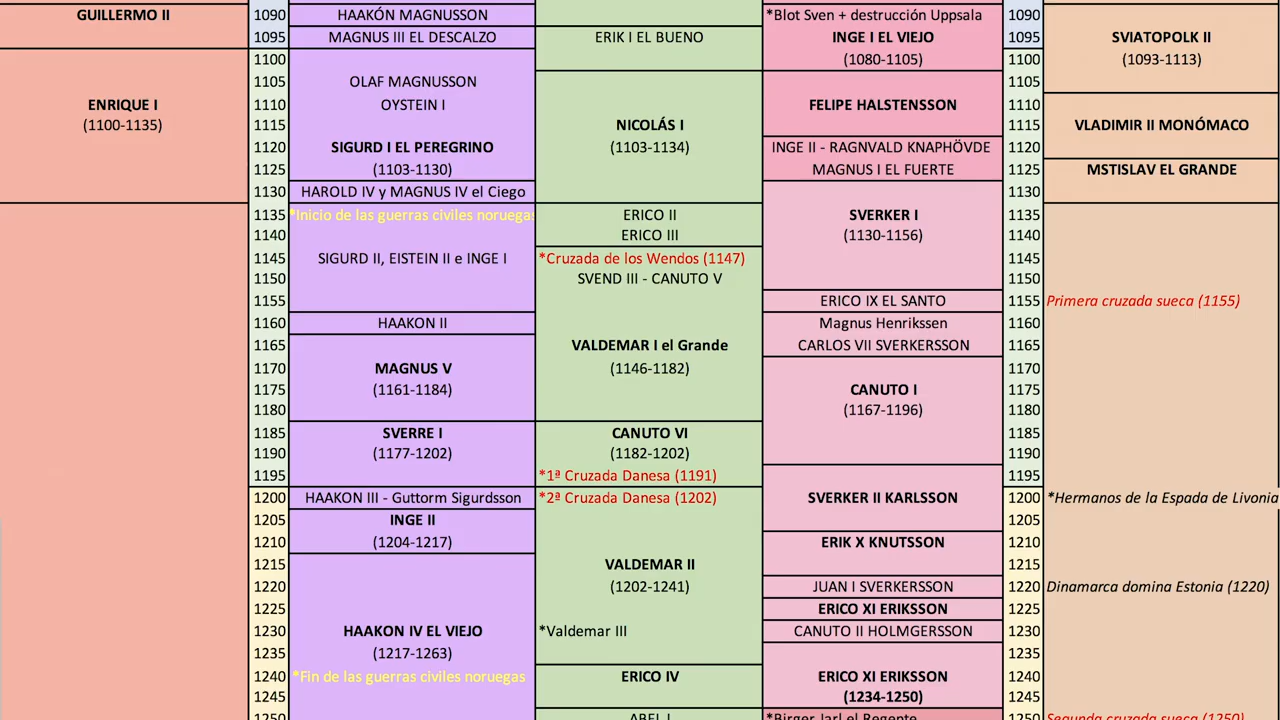 GUILLERMO II 1090 HAAKÓN MAGNUSSON *Blot Sven + destrucción Uppsala 1090
1095 MAGNUS III EL DESCALZO ERIK I EL BUENO INGE I EL VIEJO 1095 SVIATOPOLK II
1100 (1080-1105) 1100 (1093-1113)
1105 OLAF MAGNUSSON 1105
ENRIQUE I 1110 OYSTEIN I FELIPE HALSTENSSON 1110
(1100-1135) 1115 NICOLÁS I 1115 VLADIMIR II MONÓMACO
1120 SIGURD I EL PEREGRINO (1103-1134) INGE II - RAGNVALD KNAPHÖVDE 1120
1125 (1103-1130) MAGNUS I EL FUERTE 1125 MSTISLAV EL GRANDE
1130 HAROLD IV y MAGNUS IV el Ciego 1130
1135 *Inicio de las guerras civiles noruegas ERICO II SVERKER I 1135
1140 ERICO III (1130-1156) 1140
1145 SIGURD II, EISTEIN II e INGE I *Cruzada de los Wendos (1147) 1145
1150 SVEND III - CANUTO V 1150
1155 ERICO IX EL SANTO 1155 Primera cruzada sueca (1155)
1160 HAAKON II Magnus Henrikssen 1160
1165 VALDEMAR I el Grande CARLOS VII SVERKERSSON 1165
1170 MAGNUS V (1146-1182) 1170
1175 (1161-1184) CANUTO I 1175
1180 (1167-1196) 1180
1185 SVERRE I CANUTO VI 1185
1190 (1177-1202) (1182-1202) 1190
1195 *1ª Cruzada Danesa (1191) 1195
1200 HAAKON III - Guttorm Sigurdsson *2ª Cruzada Danesa (1202) SVERKER II KARLSSON 1200 *Hermanos de la Espada de Livonia
1205 INGE II 1205
1210 (1204-1217) ERIK X KNUTSSON 1210
1215 VALDEMAR II 1215
1220 (1202-1241) JUAN I SVERKERSSON 1220 Dinamarca domina Estonia (1220)
1225 ERICO XI ERIKSSON 1225
1230 HAAKON IV EL VIEJO *Valdemar III CANUTO II HOLMGERSSON 1230
1235 (1217-1263) 1235
1240 *Fin de las guerras civiles noruegas ERICO IV ERICO XI ERIKSSON 1240
1245 (1234-1250) 1245
1250 ABEL I *Birger Jarl el Regente 1250 Segunda cruzada sueca (1250)